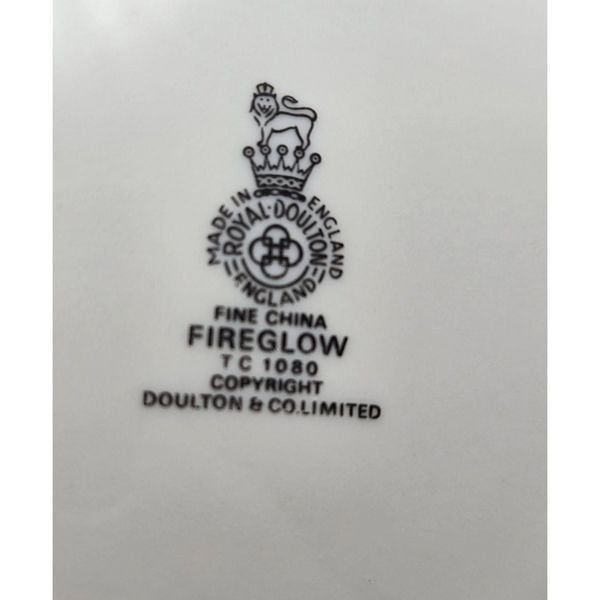 MADE IN ENGLAND
ROYAL·DOULTON
ENGLAND
FINE CHINA
FIREGLOW
T C 1080
COPYRIGHT
DOULTON & CO.LIMITED